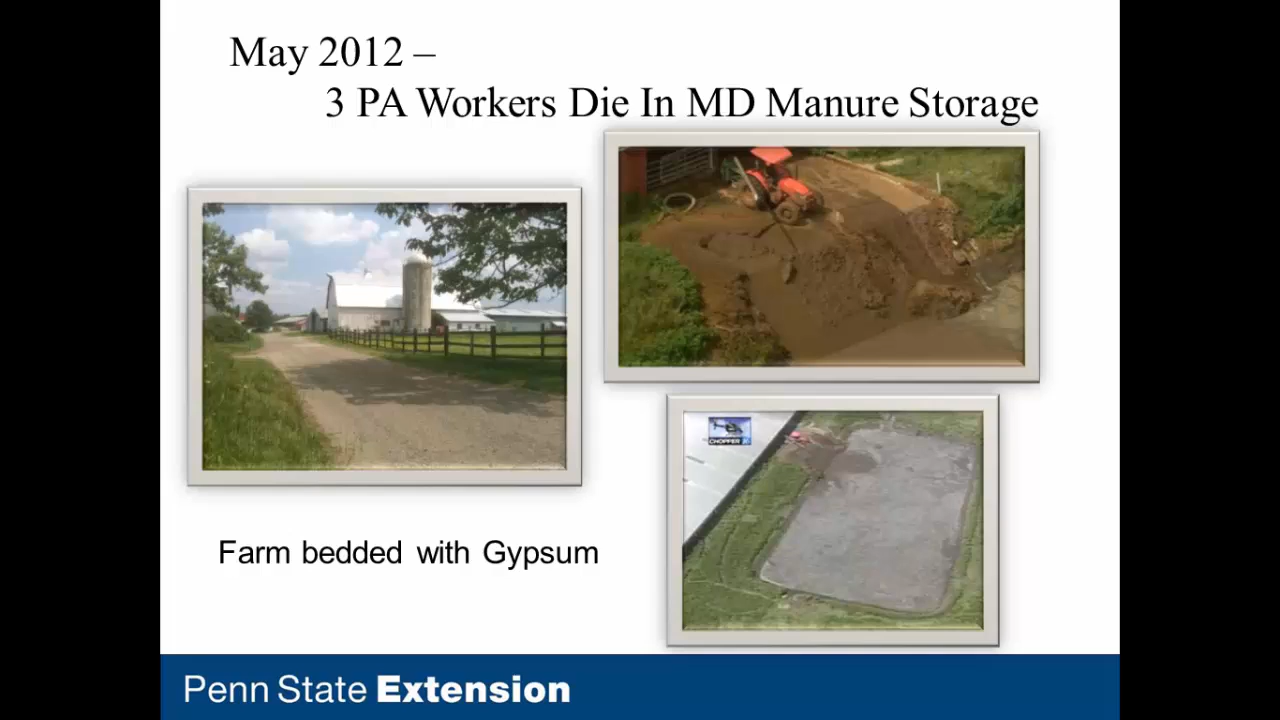 May 2012 –
3 PA Workers Die In MD Manure Storage
CHOPPER
Farm bedded with Gypsum
Penn State Extension